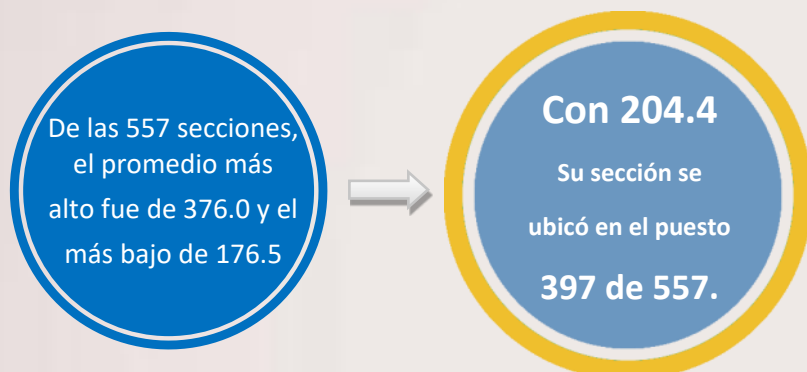 De las 557 secciones,
el promedio más
alto fue de 376.0 y el
más bajo de 176.5
Con 204.4
Su sección se
ubicó en el puesto
397 de 557.